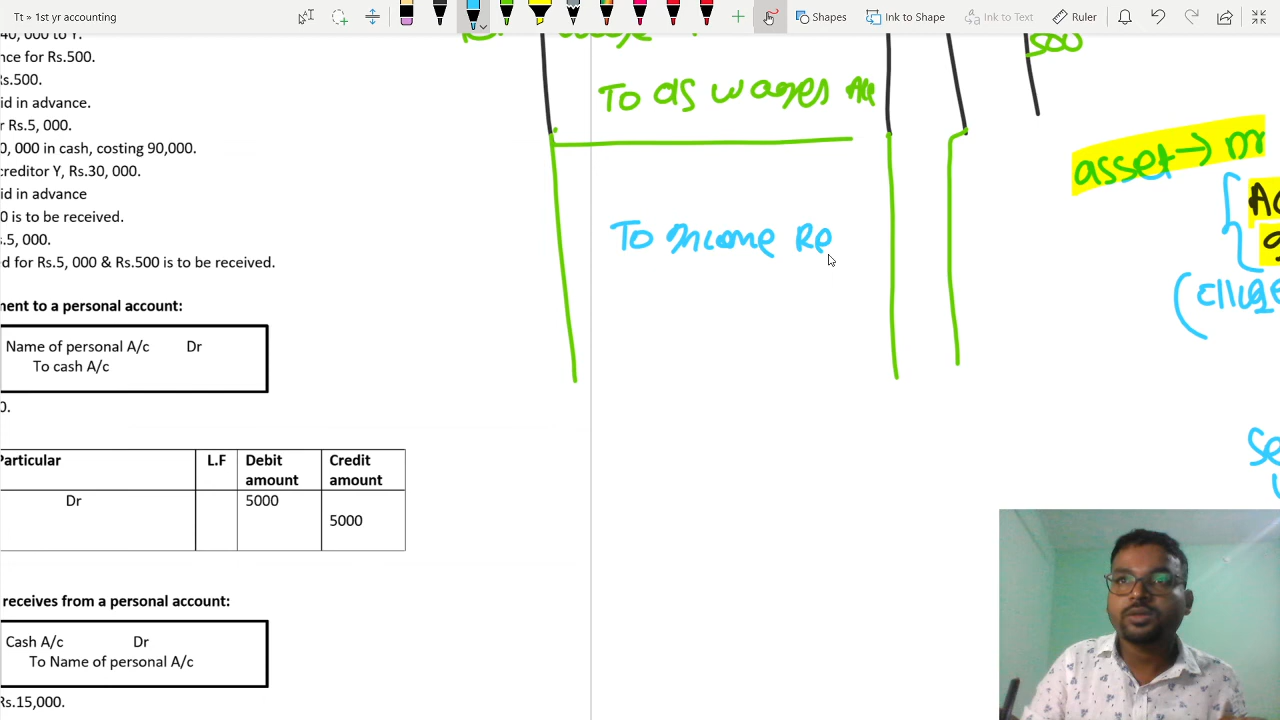 Tt » 1st yr accounting
Shapes
Ink to Shape
Ink to Text
Ruler
40, 000 to Y.
nce for Rs.500.
Rs.500.
id in advance.
r Rs.5, 000.
0, 000 in cash, costing 90,000.
creditor Y, Rs.30, 000.
id in advance
0 is to be received.
s.5, 000.
ed for Rs.5, 000 & Rs.500 is to be received.
ment to a personal account:
Name of personal A/c Dr
To cash A/c
0.
Particular L.F Debit amount Credit amount
Dr 5000
5000
receives from a personal account:
Cash A/c Dr
To Name of personal A/c
Rs.15,000.
500
To o/s wages A/c
To Income Re
asset → m